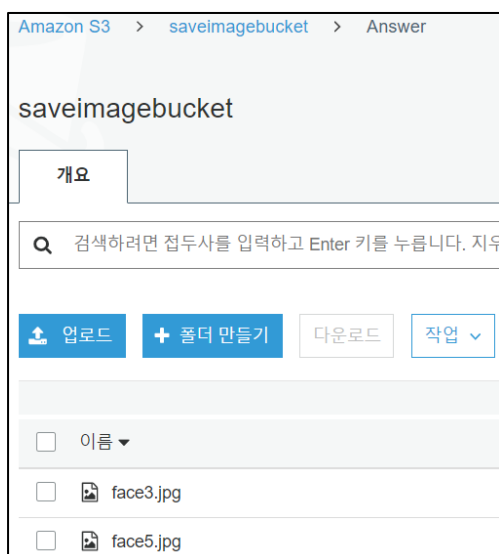 Amazon S3 > saveimagebucket > Answer
saveimagebucket
개요
검색하려면 접두사를 입력하고 Enter 키를 누릅니다. 지우
업로드 + 폴더 만들기 다운로드 작업
이름
face3.jpg
face5.jpg